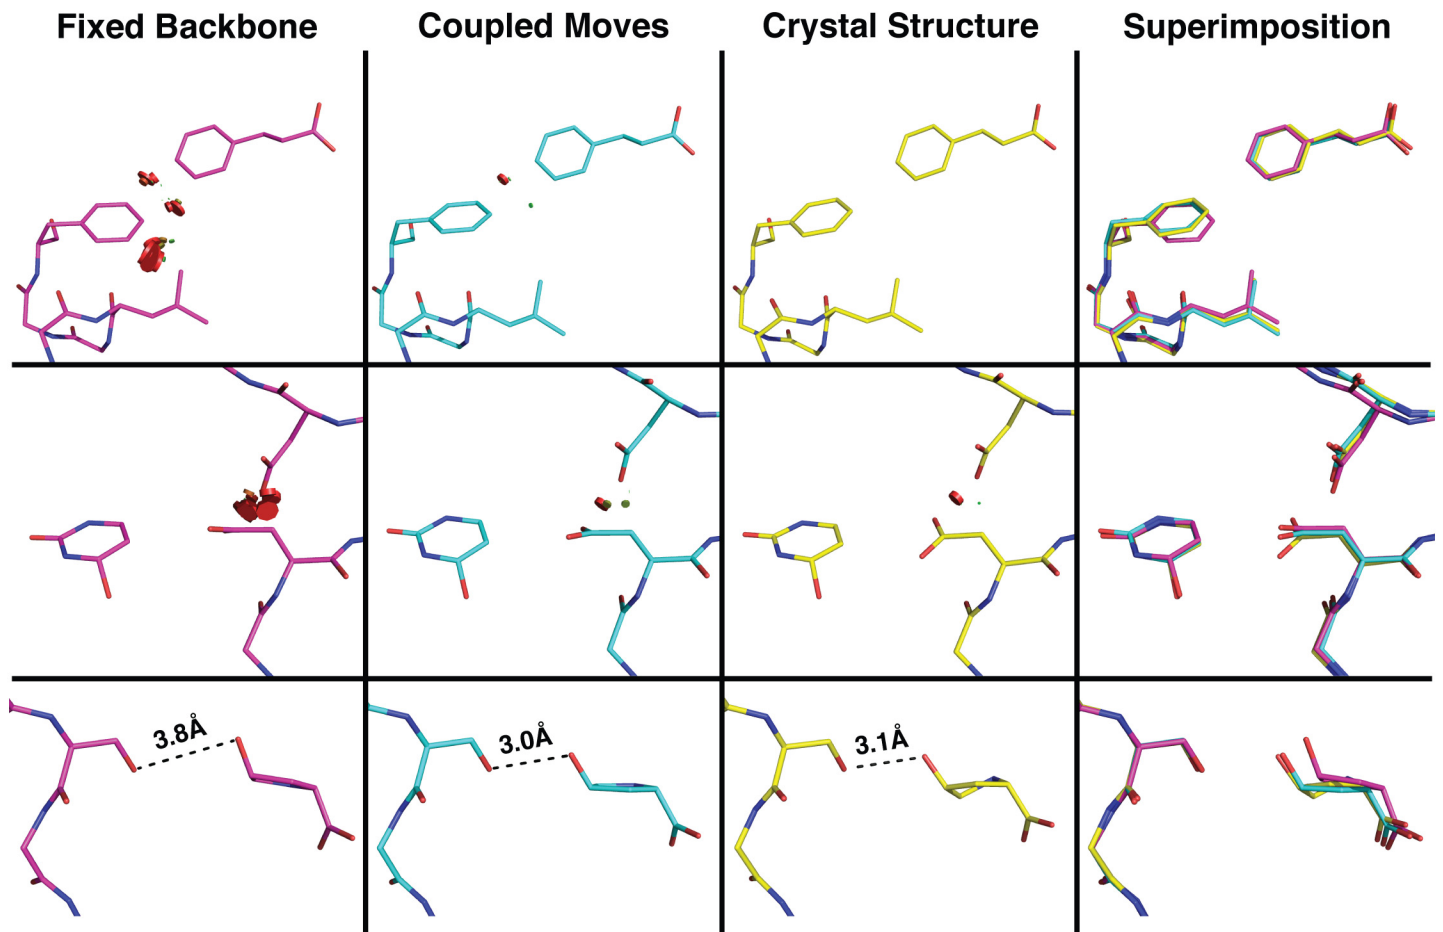 Fixed Backbone
Coupled Moves
Crystal Structure
Superimposition
3.8Å
3.0Å
3.1Å